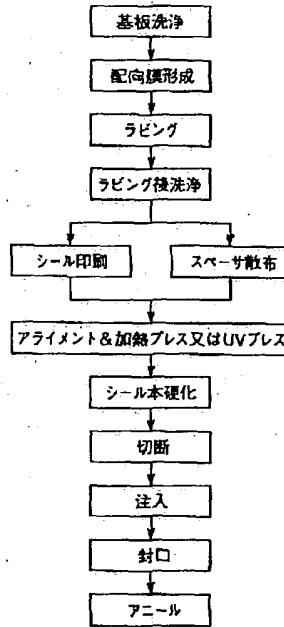 基板洗浄
配向膜形成
ラビング
ラビング後洗浄
シール印刷
スペーサ散布
アライメント&加熱プレス又はUVプレス
シール本硬化
切断
注入
封口
アニール